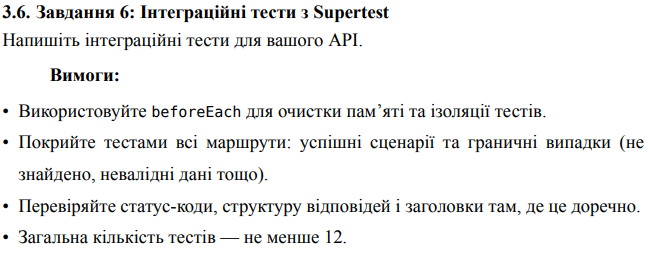 3.6. Завдання 6: Інтеграційні тести з Supertest
Напишіть інтеграційні тести для вашого API.
Вимоги:
• Використовуйте beforeEach для очистки пам’яті та ізоляції тестів.
• Покрийте тестами всі маршрути: успішні сценарії та граничні випадки (не
знайдено, невалідні дані тощо).
• Перевіряйте статус-коди, структуру відповідей і заголовки там, де це доречно.
• Загальна кількість тестів — не менше 12.